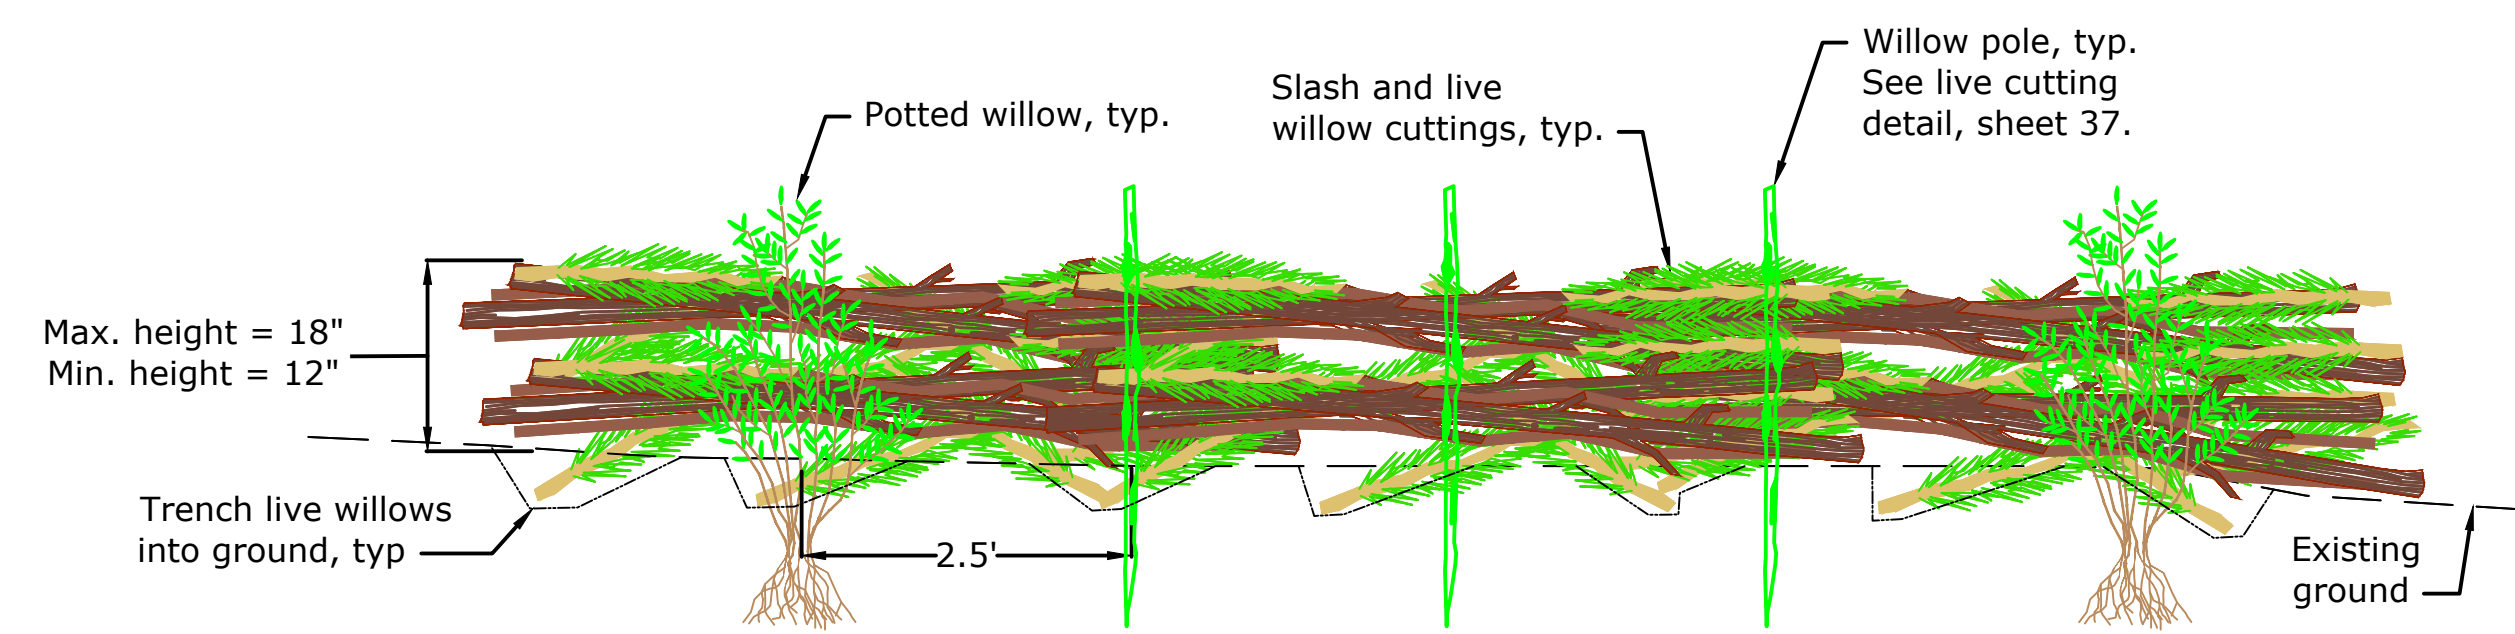 Willow pole, typ.
See live cutting
detail, sheet 37.
Slash and live
willow cuttings, typ.
Potted willow, typ.
Max. height = 18"
Min. height = 12"
Trench live willows
into ground, typ
2.5'
Existing
ground